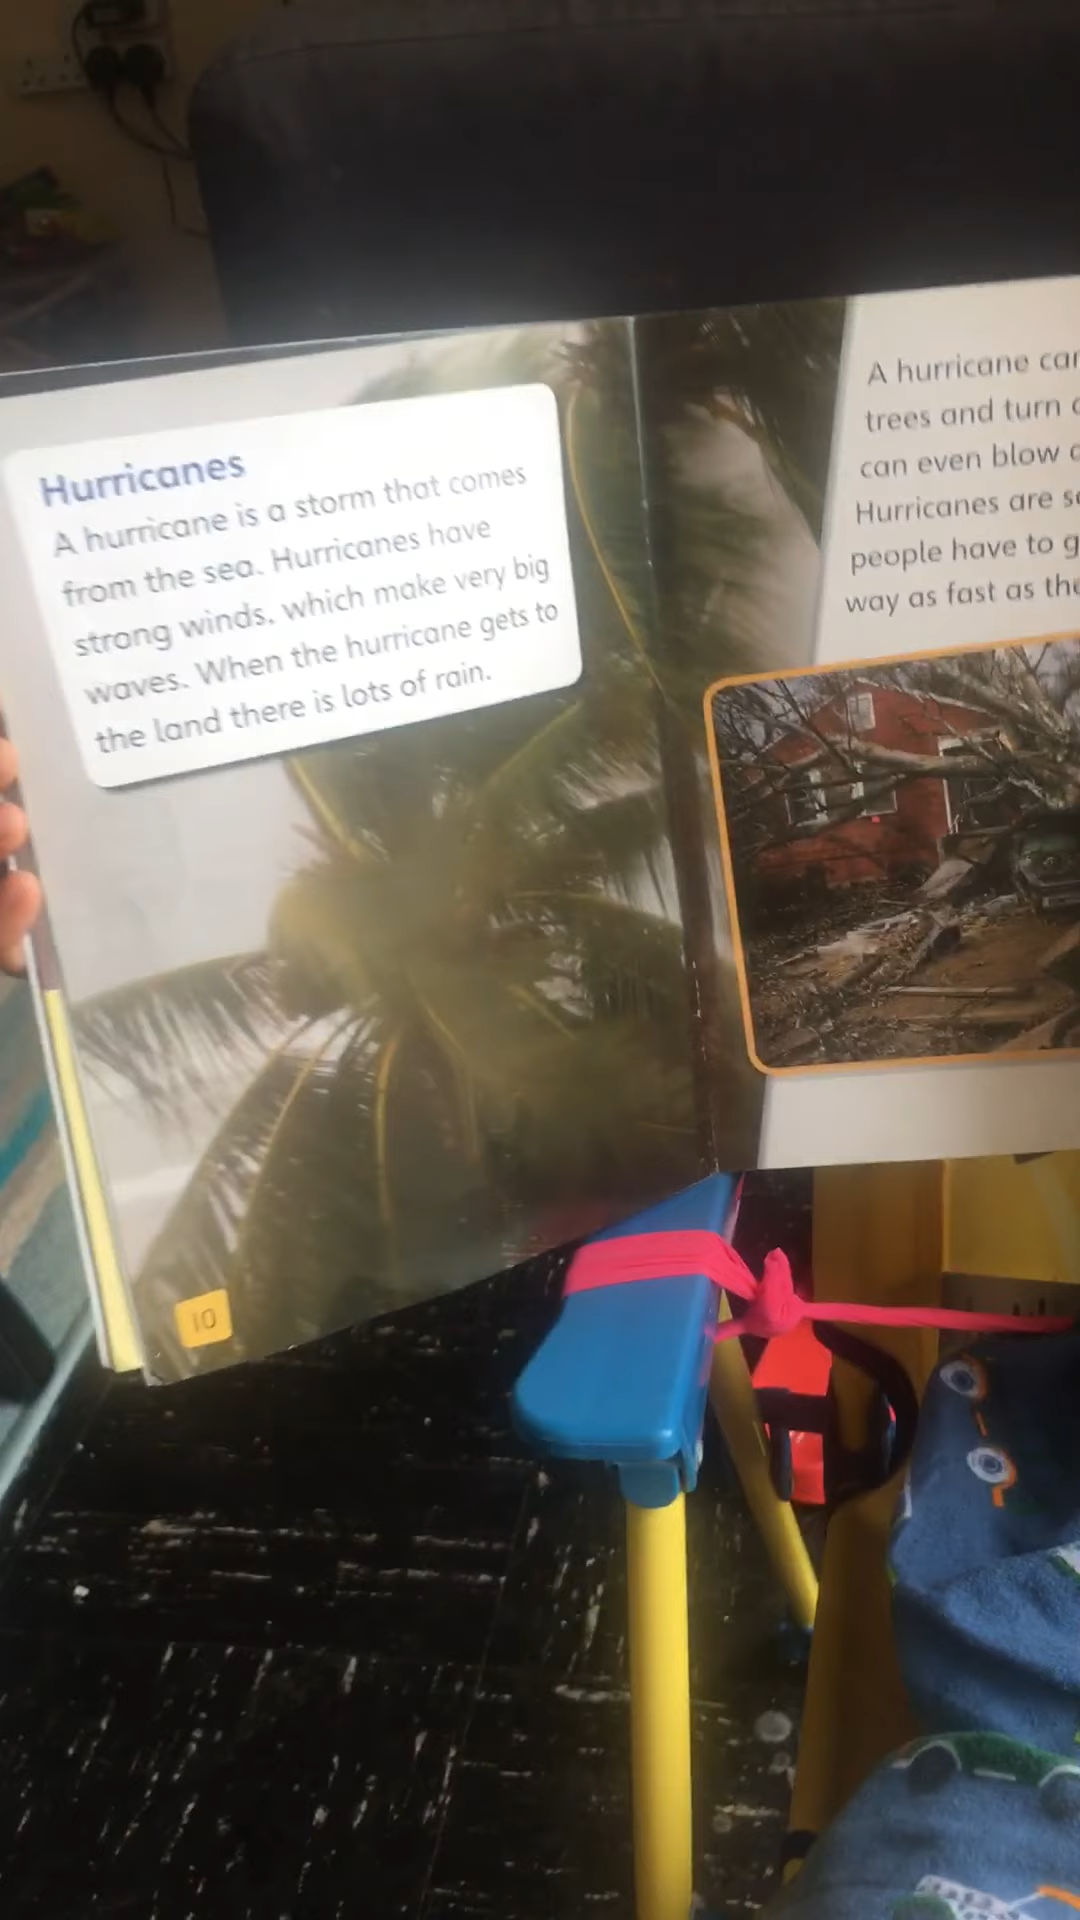 Hurricanes
A hurricane is a storm that comes
from the sea. Hurricanes have
strong winds, which make very big
waves. When the hurricane gets to
the land there is lots of rain.
10
A hurricane can
trees and turn
can even blow
Hurricanes are
people have to
way as fast as